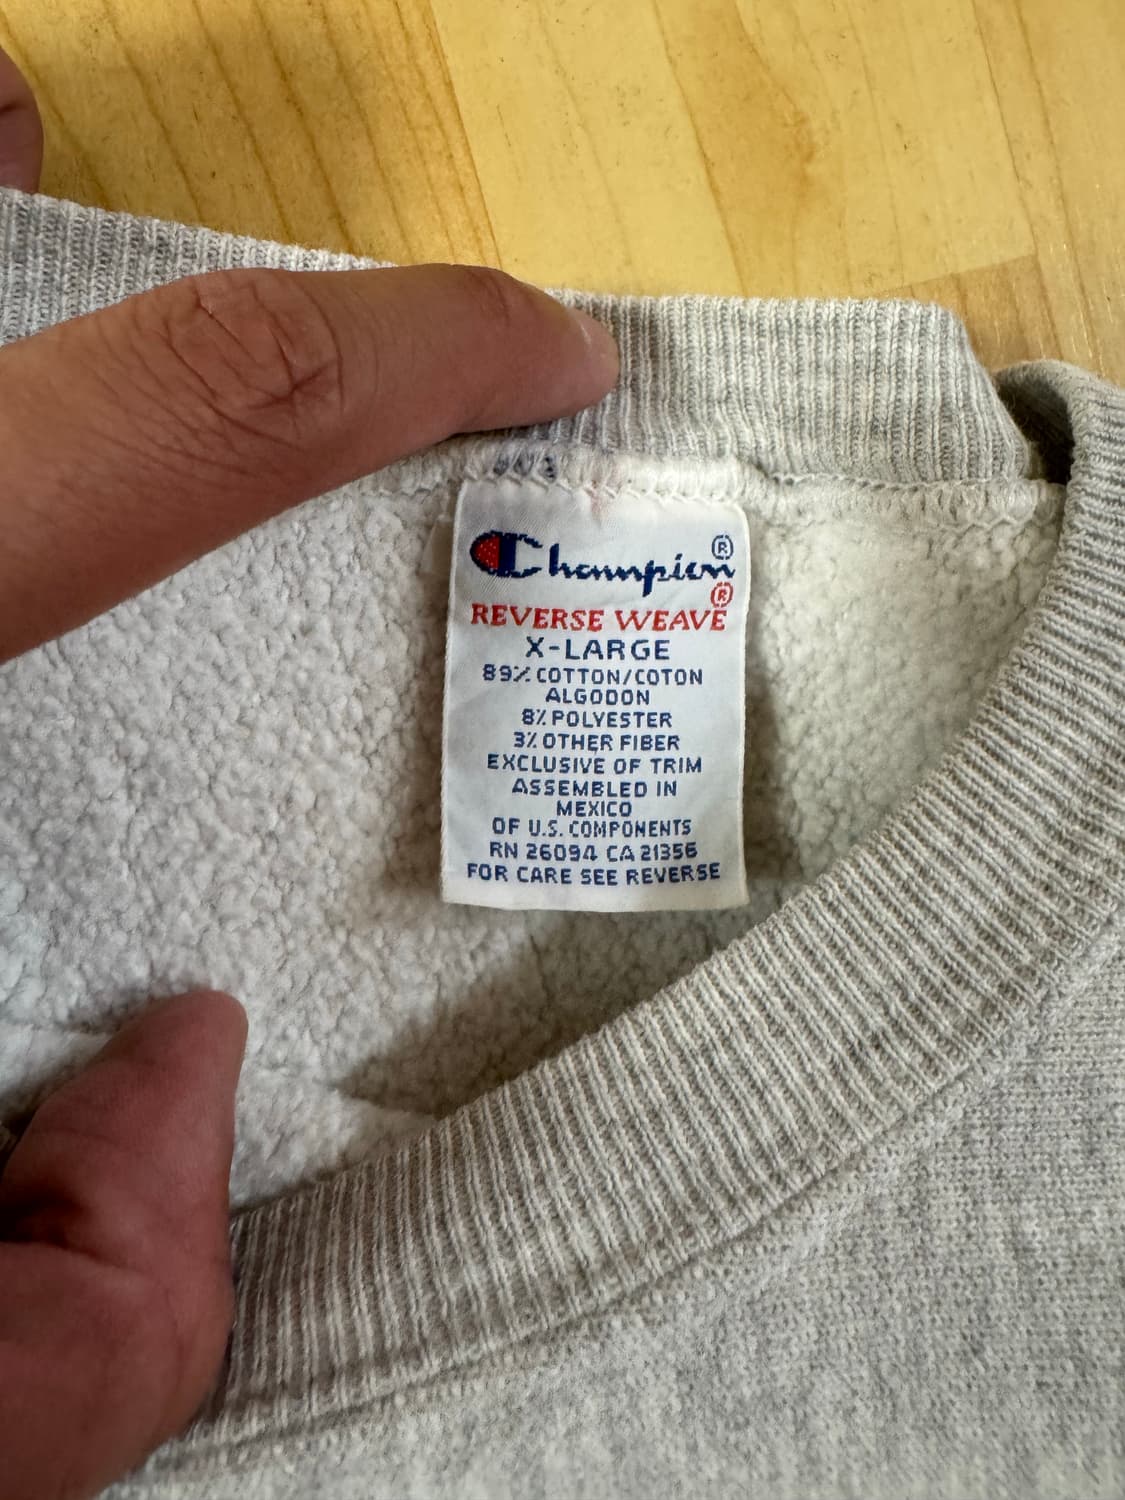 Champion®
REVERSE WEAVE®
X-LARGE
89% COTTON/COTON
ALGODON
8% POLYESTER
3% OTHER FIBER
EXCLUSIVE OF TRIM
ASSEMBLED IN
MEXICO
OF U.S. COMPONENTS
RN 26094 CA 21356
FOR CARE SEE REVERSE